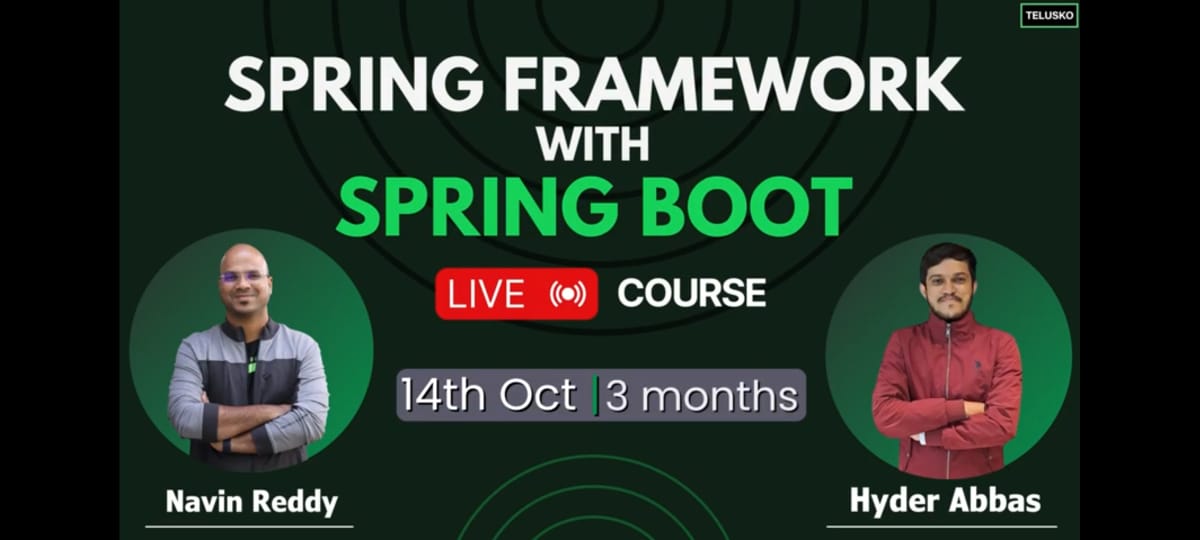 TELUSKO
SPRING FRAMEWORK
WITH
SPRING BOOT
LIVE COURSE
14th Oct | 3 months
Navin Reddy
Hyder Abbas